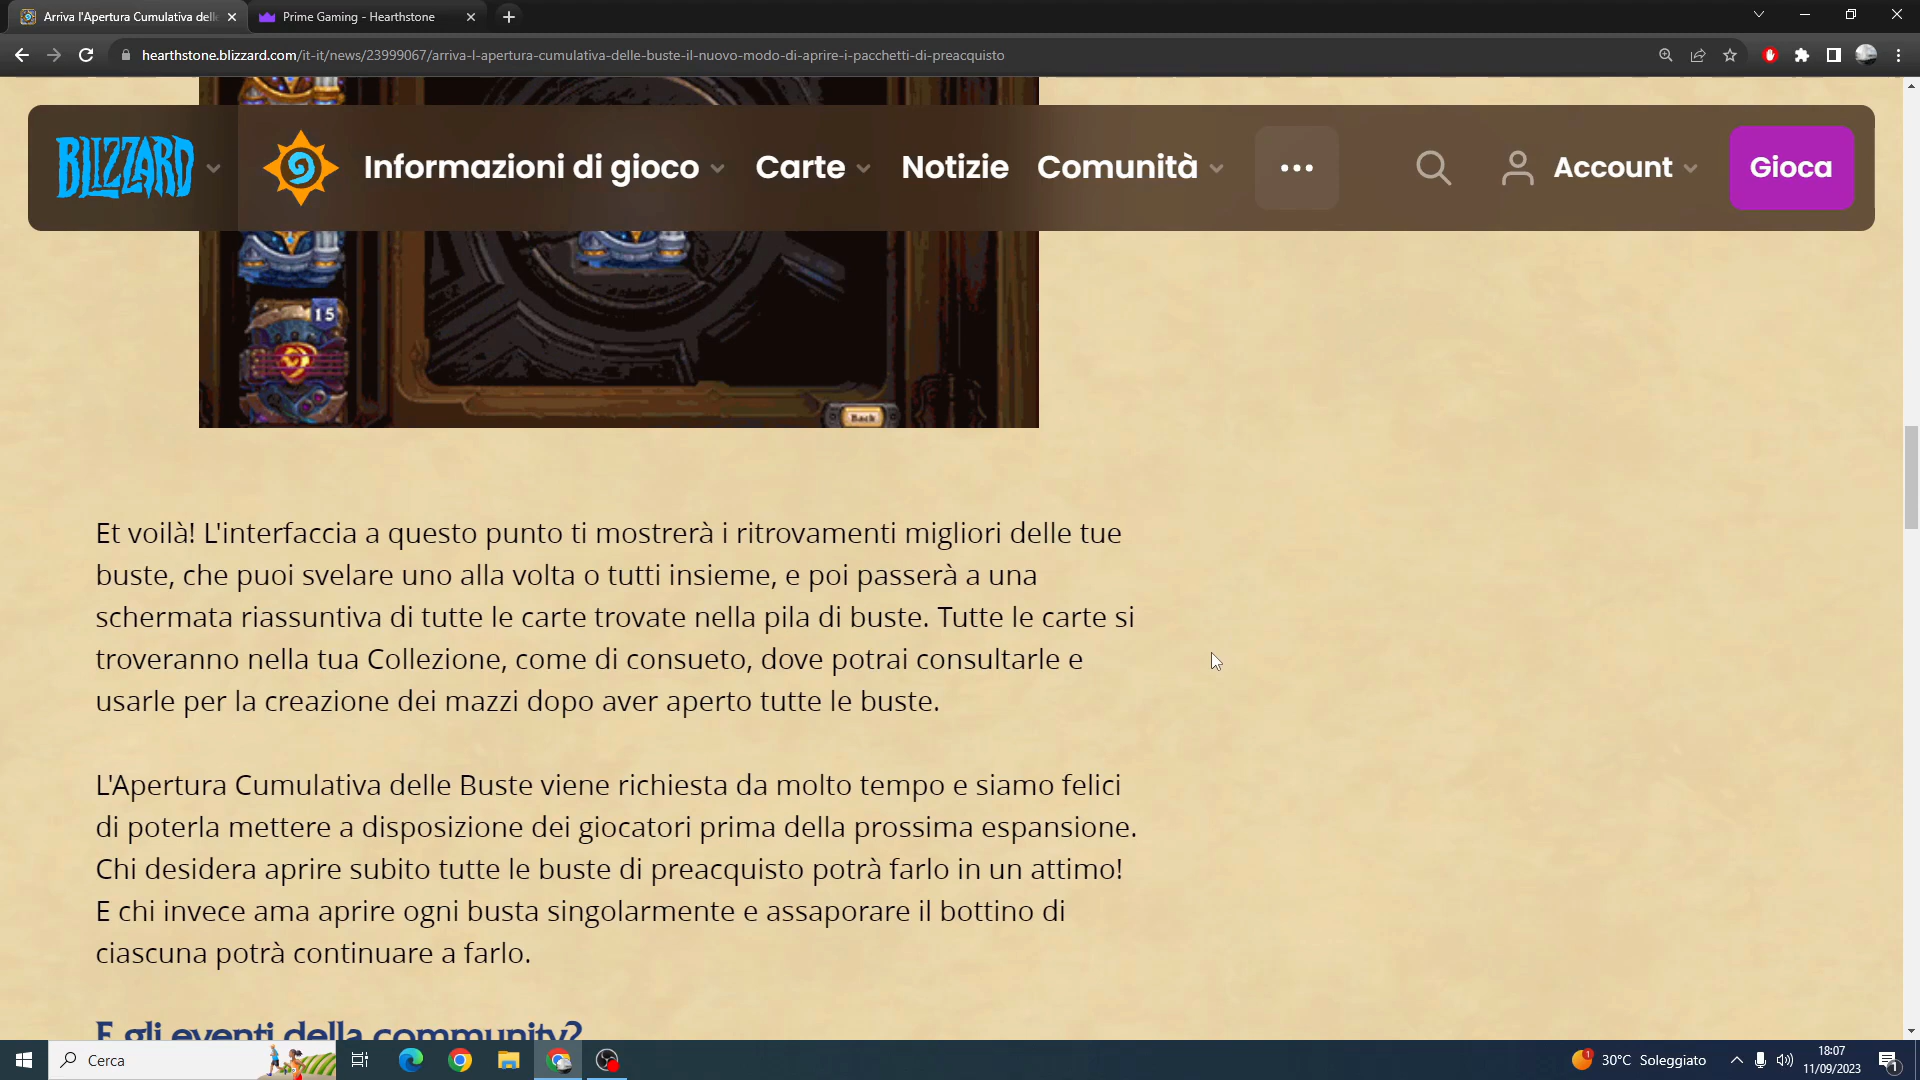 Arriva l'Apertura Cumulativa dell
Prime Gaming - Hearthstone
hearthstone.blizzard.com/it-it/news/23999067/arriva-l-apertura-cumulativa-delle-buste-il-nuovo-modo-di-aprire-i-pacchetti-di-preacquisto
BLIZZARD
Informazioni di gioco
Carte
Notizie
Comunità
Account
Gioca
15
Back
Et voilà! L'interfaccia a questo punto ti mostrerà i ritrovamenti migliori delle tue
buste, che puoi svelare uno alla volta o tutti insieme, e poi passerà a una
schermata riassuntiva di tutte le carte trovate nella pila di buste. Tutte le carte si
troveranno nella tua Collezione, come di consueto, dove potrai consultarle e
usarle per la creazione dei mazzi dopo aver aperto tutte le buste.
L'Apertura Cumulativa delle Buste viene richiesta da molto tempo e siamo felici
di poterla mettere a disposizione dei giocatori prima della prossima espansione.
Chi desidera aprire subito tutte le buste di preacquisto potrà farlo in un attimo!
E chi invece ama aprire ogni busta singolarmente e assaporare il bottino di
ciascuna potrà continuare a farlo.
E gli eventi della community?
Cerca
1
30°C Soleggiato
18:07
11/09/2023
1